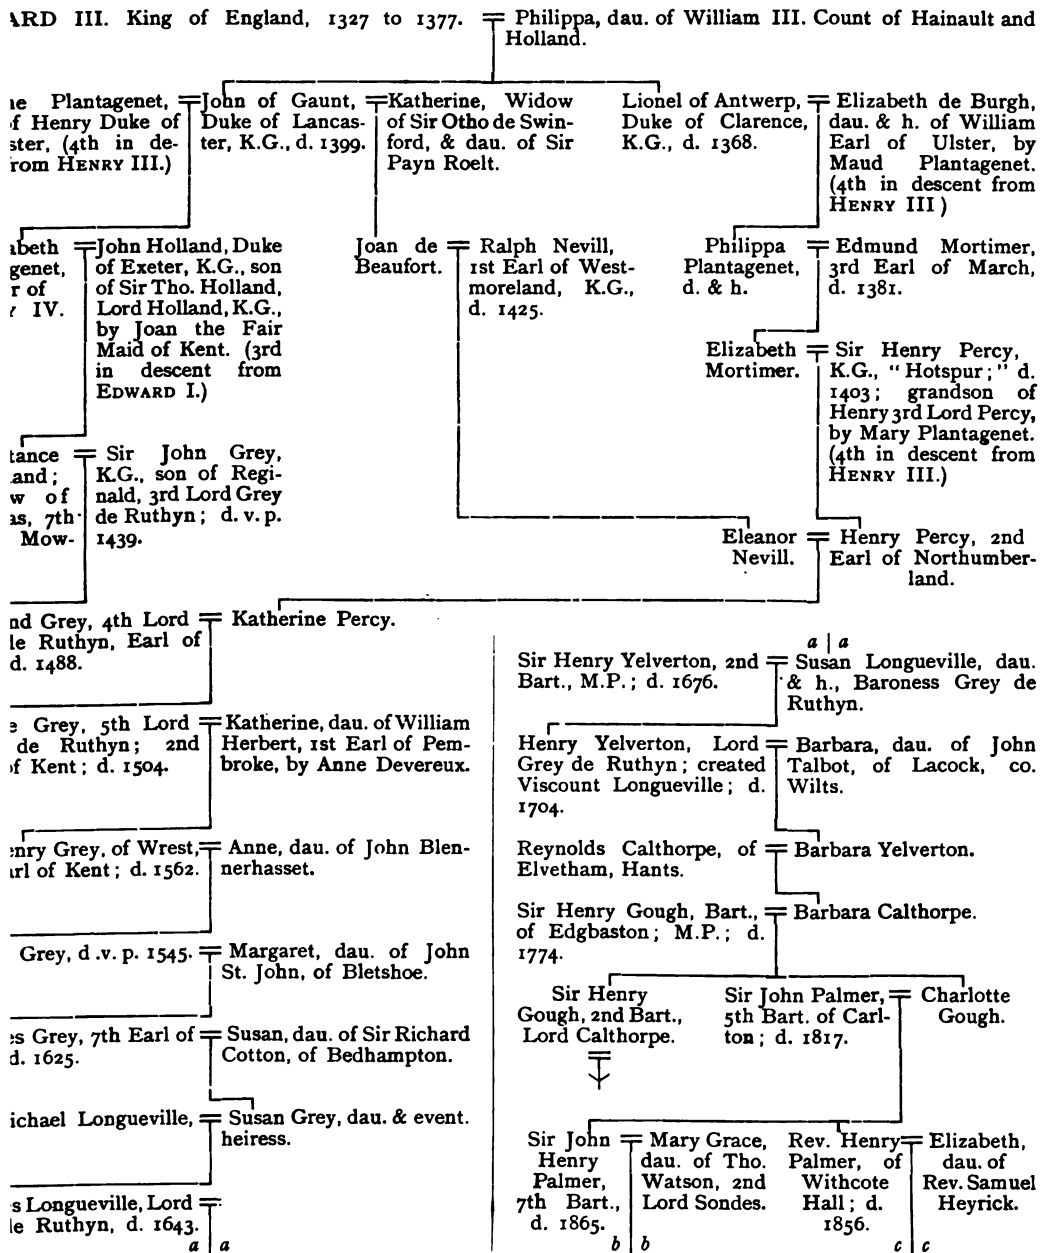 ARD III. King of England, 1327 to 1377. = Philippa, dau. of William III. Count of Hainault and
Holland.
Plantagenet,
of Henry Duke of
ster, (4th in de-
from HENRY III.)
John of Gaunt,
Duke of Lancas-
ter, K.G., d. 1399.
Katherine, Widow
of Sir Otho de Swin-
ford, & dau. of Sir
Payn Roelt.
Lionel of Antwerp,
Duke of Clarence,
K.G., d. 1368.
Elizabeth de Burgh,
dau. & h. of William
Earl of Ulster, by
Maud Plantagenet.
(4th in descent from
HENRY III )
abeth
genet,
r of
IV.
John Holland, Duke
of Exeter, K.G., son
of Sir Tho. Holland,
Lord Holland, K.G.,
by Joan the Fair
Maid of Kent. (3rd
in descent from
EDWARD I.)
Joan de
Beaufort.
Ralph Nevill,
1st Earl of West-
moreland, K.G.,
d. 1425.
Philippa
Plantagenet,
d. & h.
Edmund Mortimer,
3rd Earl of March,
d. 1381.
Elizabeth
Mortimer.
Sir Henry Percy,
K.G., "Hotspur;" d.
1403; grandson of
Henry 3rd Lord Percy,
by Mary Plantagenet.
(4th in descent from
HENRY III.)
tance
and;
w of
as, 7th
Mow-
Sir John Grey,
K.G., son of Regi-
nald, 3rd Lord Grey
de Ruthyn; d. v. p.
1439.
Eleanor
Nevill.
Henry Percy, 2nd
Earl of Northumber-
land.
nd Grey, 4th Lord
de Ruthyn, Earl of
d. 1488.
Katherine Percy.
e Grey, 5th Lord
de Ruthyn; 2nd
of Kent; d. 1504.
Katherine, dau. of William
Herbert, 1st Earl of Pem-
broke, by Anne Devereux.
enry Grey, of Wrest,
arl of Kent; d. 1562.
Anne, dau. of John Blen-
nerhasset.
Grey, d .v. p. 1545.
Margaret, dau. of John
St. John, of Bletshoe.
es Grey, 7th Earl of
d. 1625.
Susan, dau. of Sir Richard
Cotton, of Bedhampton.
ichael Longueville,
Susan Grey, dau. & event.
heiress.
s Longueville, Lord
de Ruthyn, d. 1643.
a | a
a | a
Sir Henry Yelverton, 2nd
Bart., M.P.; d. 1676.
Susan Longueville, dau.
& h., Baroness Grey de
Ruthyn.
Henry Yelverton, Lord
Grey de Ruthyn; created
Viscount Longueville; d.
1704.
Barbara, dau. of John
Talbot, of Lacock, co.
Wilts.
Reynolds Calthorpe, of
Elvetham, Hants.
Barbara Yelverton.
Sir Henry Gough, Bart.,
of Edgbaston; M.P.; d.
1774.
Barbara Calthorpe.
Sir Henry
Gough, 2nd Bart.,
Lord Calthorpe.
Sir John Palmer,
5th Bart. of Carl-
ton; d. 1817.
Charlotte
Gough.
Sir John
Henry
Palmer,
7th Bart.,
d. 1865.
Mary Grace,
dau. of Tho.
Watson, 2nd
Lord Sondes.
Rev. Henry
Palmer, of
Withcote
Hall; d.
1856.
Elizabeth,
dau. of
Rev. Samuel
Heyrick.
b | b
c | c